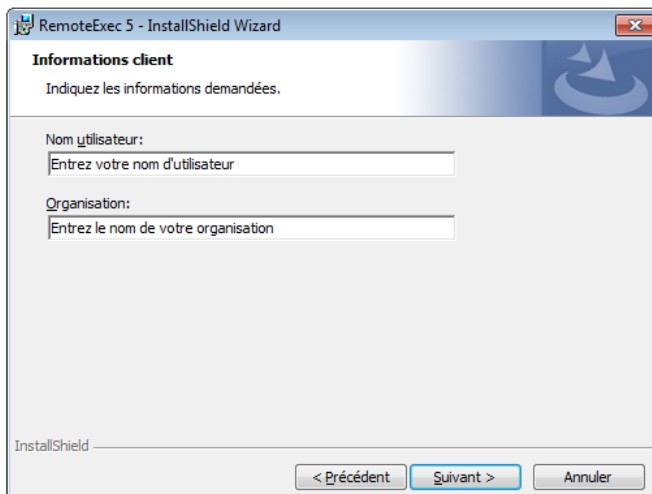 RemoteExec 5 - InstallShield Wizard
Informations client
Indiquez les informations demandées.
Nom utilisateur:
Entrez votre nom d'utilisateur
Organisation:
Entrez le nom de votre organisation
InstallShield
< Précédent
Suivant >
Annuler